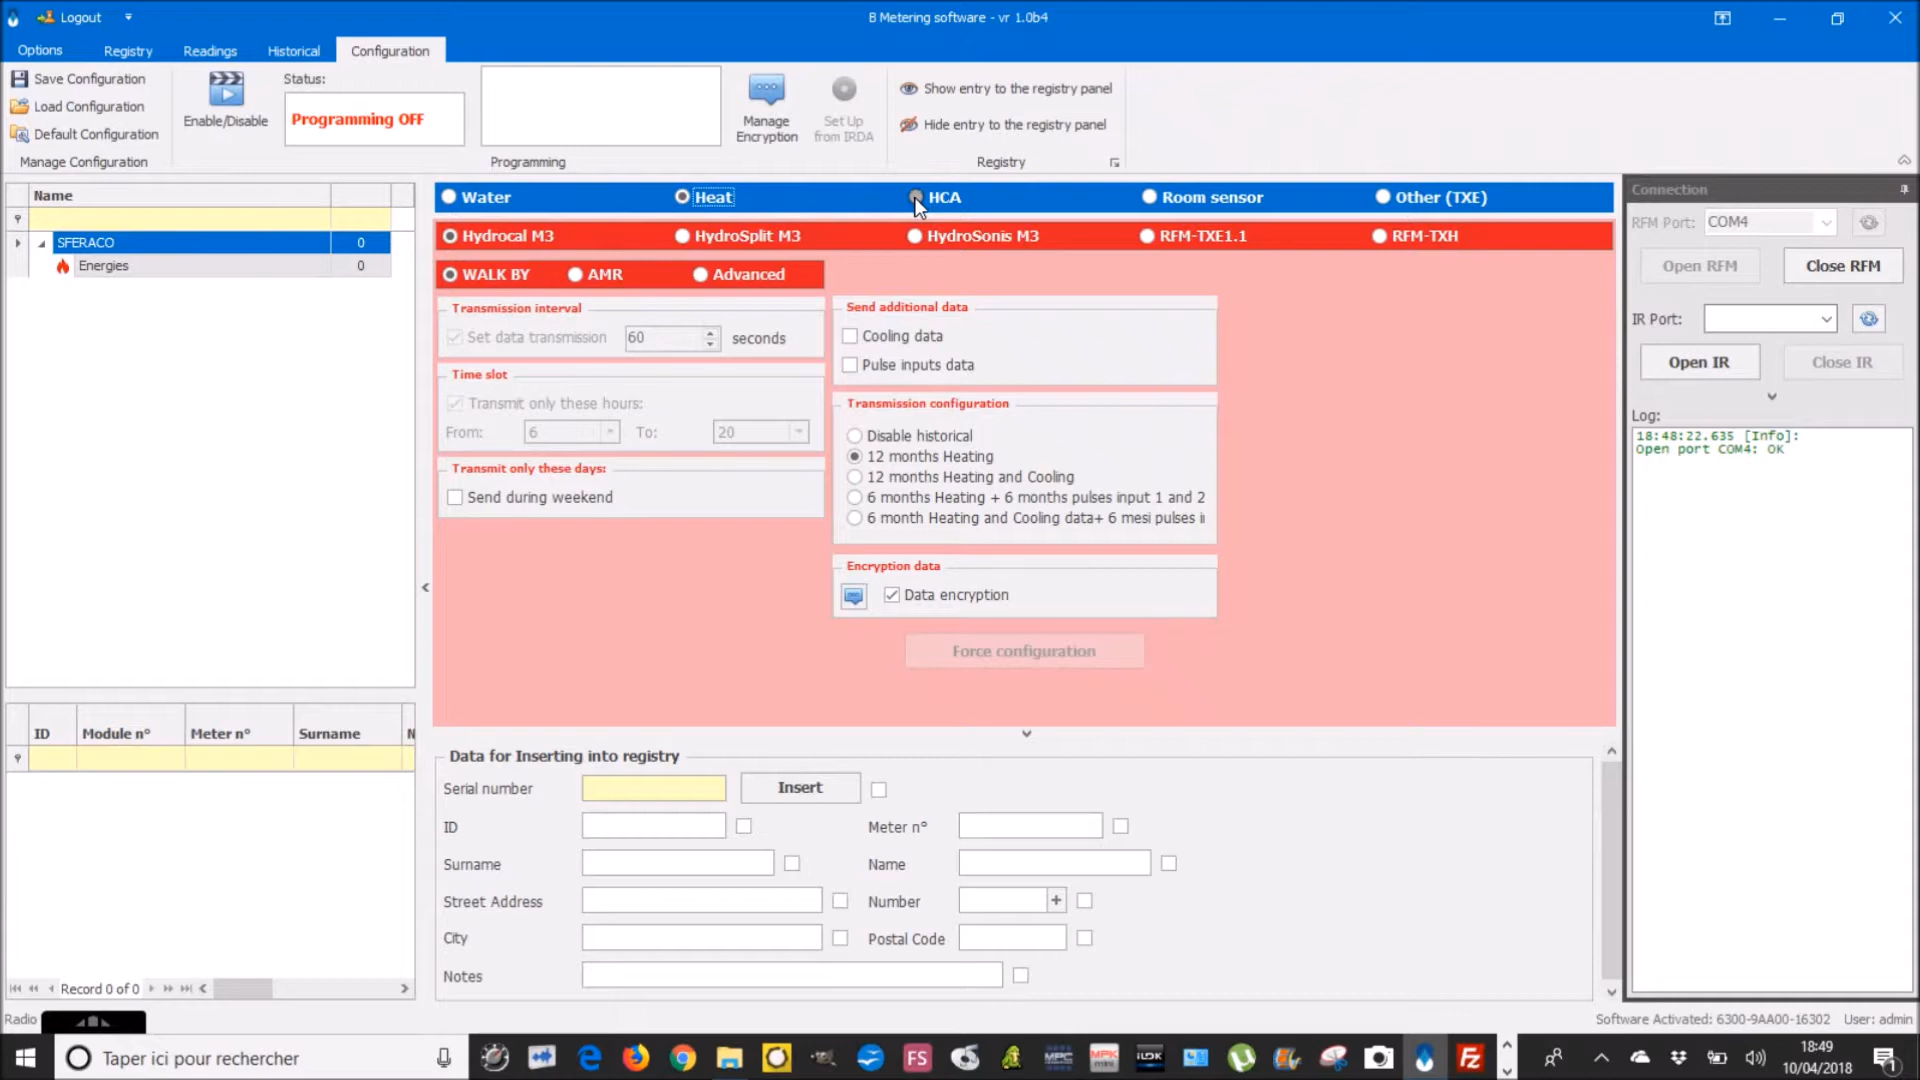 Logout
B Metering software - vr 1.0b4
Options Registry Readings Historical Configuration
Save Configuration
Load Configuration
Default Configuration
Manage Configuration
Enable/Disable
Status:
Programming OFF
Manage Encryption
Set Up from IRDA
Programming
Show entry to the registry panel
Hide entry to the registry panel
Registry
Name
SFERACO 0
Energies 0
Water Heat HCA Room sensor Other (TXE)
Hydrocal M3 HydroSplit M3 HydroSonis M3 RFM-TXE1.1 RFM-TXH
WALK BY AMR Advanced
Transmission interval
Set data transmission 60 seconds
Time slot
Transmit only these hours:
From: 6 To: 20
Transmit only these days:
Send during weekend
Send additional data
Cooling data
Pulse inputs data
Transmission configuration
Disable historical
12 months Heating
12 months Heating and Cooling
6 months Heating + 6 months pulses input 1 and 2
6 month Heating and Cooling data+ 6 mesi pulses i
Encryption data
Data encryption
Force configuration
Connection
RFM Port: COM4
Open RFM Close RFM
IR Port:
Open IR Close IR
Log:
18:48:22.635 [Info]:
Open port COM4: OK
ID Module n° Meter n° Surname N
Record 0 of 0
Data for Inserting into registry
Serial number Insert
ID Meter n°
Surname Name
Street Address Number
City Postal Code
Notes
Radio
Software Activated: 6300-9AA00-16302 User: admin
Taper ici pour rechercher
FS
MPC
MPK mini
iLOK
FZ
18:49
10/04/2018
1